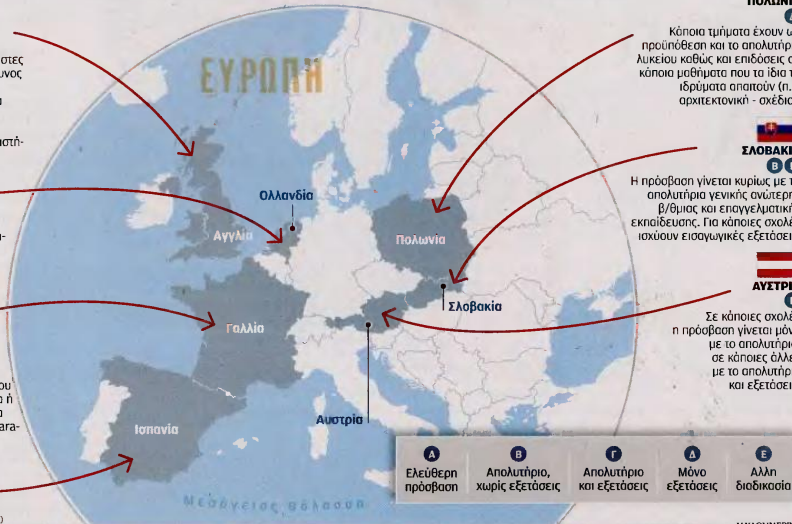 ΕΥΡΩΠΗ
Κάποια τμήματα έχουν
προϋπόθεση και το απολυτήρι
λυκείου καθώς και επιδόσεις
κάποια μαθήματα που τα ίδια
ιδρύματα απαιτούν (π.
αρχιτεκτονική - σχέδιο
ΣΛΟΒΑΚΙ
Β
Η πρόσβαση γίνεται κυρίως με
απολυτήρια γενικής ανώτερη
β/θμιας και επαγγελματική
εκπαίδευσης. Για κάποιες σχολέ
ισχύουν εισαγωγικές εξετάσει
ΑΥΣΤΡΙ
Σε κάποιες σχολέ
η πρόσβαση γίνεται μόν
με το απολυτήριο
σε κάποιες άλλε
με το απολυτήρι
και εξετάσει
Ολλανδία
Αγγλία
Πολωνία
Σλοβακία
Γαλλία
Αυστρία
Ισπανία
Μεσόγειος θάλασσα
Α
Ελεύθερη
πρόσβαση
Β
Απολυτήριο,
χωρίς εξετάσεις
Γ
Απολυτήριο
και εξετάσεις
Δ
Μόνο
εξετάσεις
Ε
Αλλη
διαδικασία